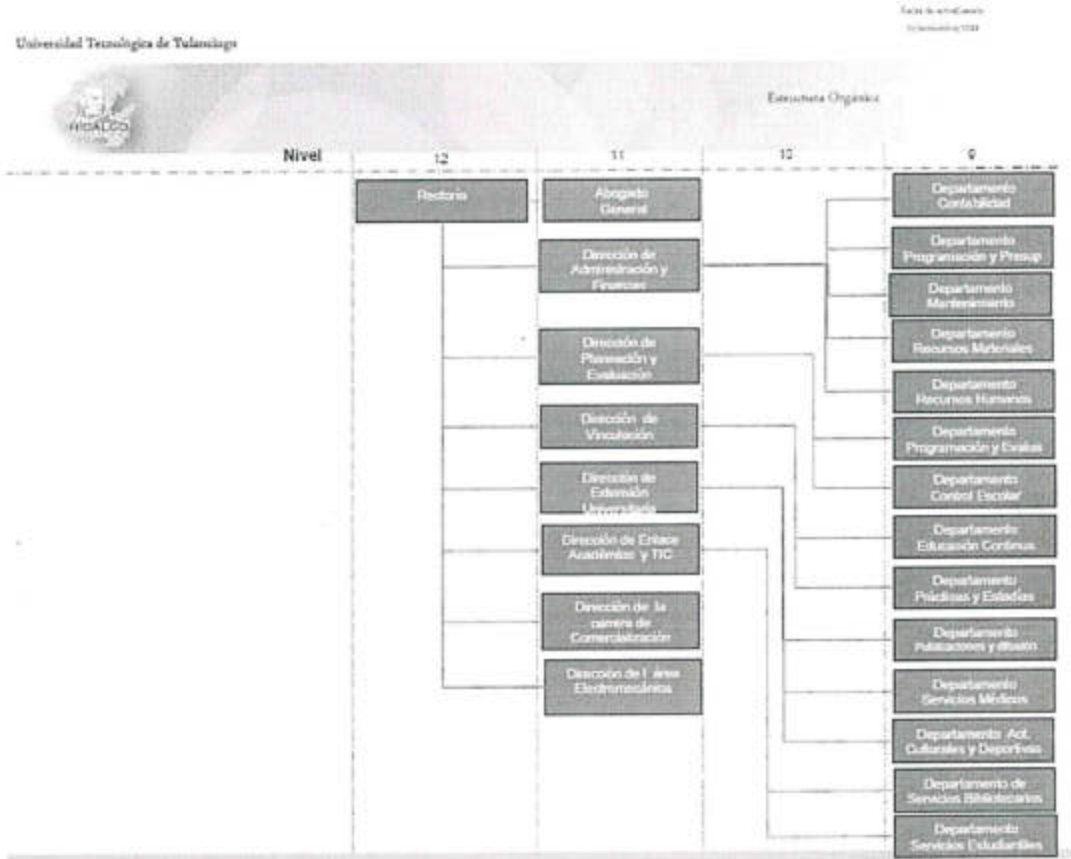 Universidad Tecnológica de Tulancingo
HIDALGO
Estructura Orgánica
Nivel 12 11 10 9
Rectoría
Abogado
General
Dirección de
Administración y
Finanzas
Dirección de
Planeación y
Evaluación
Dirección de
Vinculación
Dirección de
Extensión
Universitaria
Dirección de Enlace
Académico y TIC
Dirección de la
carrera de
Comercialización
Dirección de l área
Electromecánica
Departamento
Contabilidad
Departamento
Programación y Presup
Departamento
Mantenimiento
Departamento
Recursos Materiales
Departamento
Recursos Humanos
Departamento
Programación y Evalua
Departamento
Control Escolar
Departamento
Educación Continua
Departamento
Prácticas y Estadías
Departamento
Publicaciones y difusión
Departamento
Servicios Médicos
Departamento Act.
Culturales y Deportivas
Departamento de
Servicios Bibliotecarios
Departamento
Servicios Estudiantiles